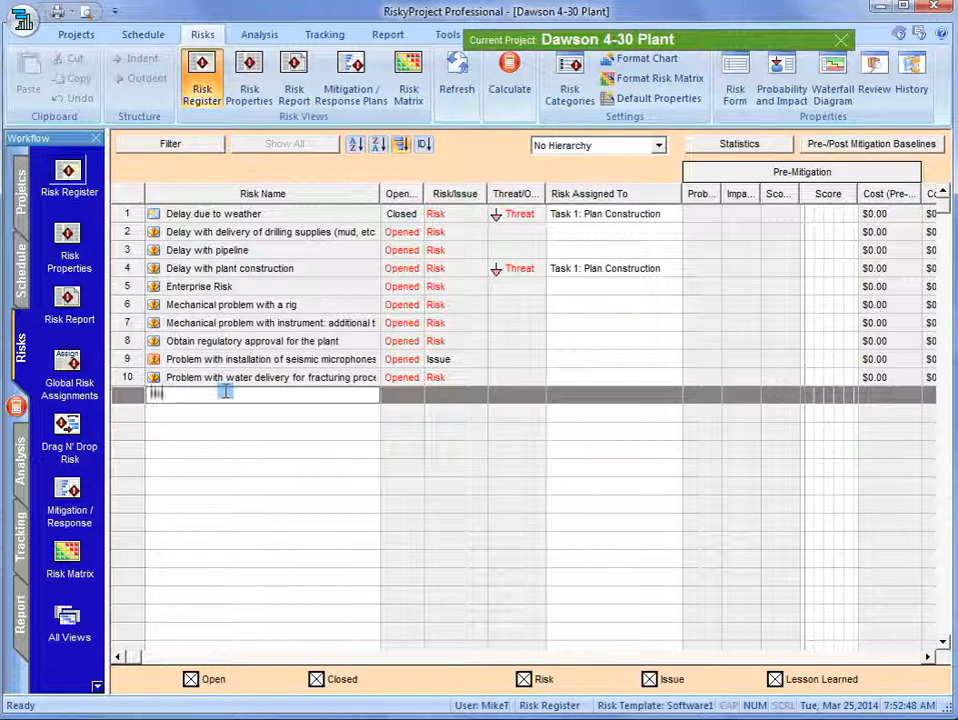 RiskyProject Professional - [Dawson 4-30 Plant]
Projects Schedule Risks Analysis Tracking Report Tools
Current Project: Dawson 4-30 Plant
Paste
Cut
Copy
Undo
Clipboard
Indent
Outdent
Structure
Risk Register
Risk Properties
Risk Report
Mitigation / Response Plans
Risk Matrix
Risk Views
Refresh
Calculate
Risk Categories
Format Chart
Format Risk Matrix
Default Properties
Settings
Risk Form
Probability and Impact
Waterfall Diagram
Review
History
Properties
Workflow
Projects
Schedule
Risks
Analysis
Tracking
Report
Risk Register
Risk Properties
Risk Report
Assign
Global Risk Assignments
Drag N' Drop Risk
Mitigation / Response
Risk Matrix
All Views
Filter Show All No Hierarchy Statistics Pre-/Post Mitigation Baselines
Pre-Mitigation
Risk Name Open... Risk/Issue Threat/O... Risk Assigned To Prob... Impa... Sco... Score Cost (Pre-...
1 Delay due to weather Closed Risk Threat Task 1: Plan Construction $0.00 $0
2 Delay with delivery of drilling supplies (mud, etc Opened Risk $0.00 $0
3 Delay with pipeline Opened Risk $0.00 $0
4 Delay with plant construction Opened Risk Threat Task 1: Plan Construction $0.00 $0
5 Enterprise Risk Opened Risk $0.00 $0
6 Mechanical problem with a rig Opened Risk $0.00 $0
7 Mechanical problem with instrument: additional t Opened Risk $0.00 $0
8 Obtain regulatory approval for the plant Opened Risk $0.00 $0
9 Problem with installation of seismic microphones Opened Issue $0.00 $0
10 Problem with water delivery for fracturing proce Opened Risk $0.00 $0
Open Closed Risk Issue Lesson Learned
Ready User: MikeT Risk Register Risk Template: Software1 CAP NUM SCRL Tue, Mar 25,2014 7:52:48 AM